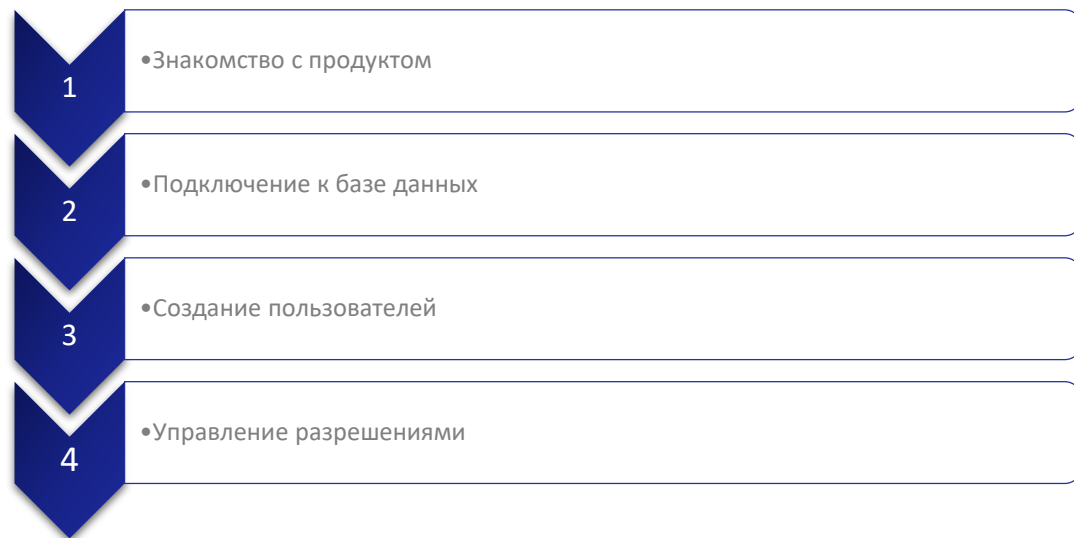 1
•Знакомство с продуктом
2
•Подключение к базе данных
3
•Создание пользователей
4
•Управление разрешениями